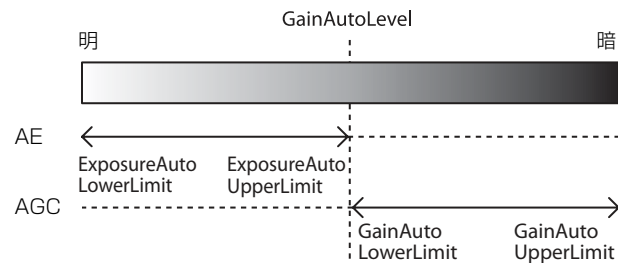 GainAutoLevel
明 暗
AE
ExposureAuto ExposureAuto
LowerLimit UpperLimit
AGC
GainAuto GainAuto
LowerLimit UpperLimit